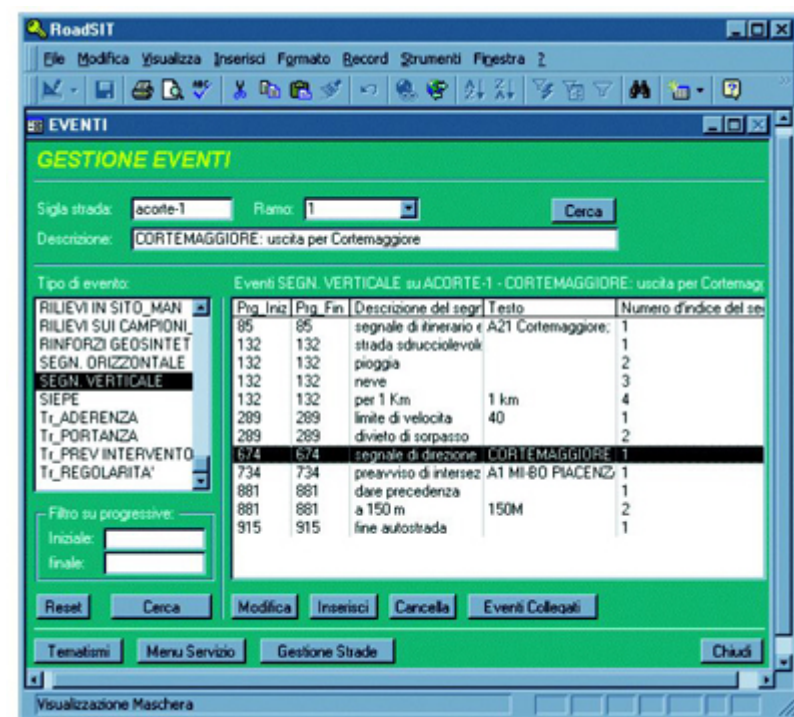 RoadSIT
File Modifica Visualizza Inserisci Formato Record Strumenti Finestra ?
EVENTI
GESTIONE EVENTI
Sigla strada: acorte-1 Ramo: 1 Cerca
Descrizione: CORTEMAGGIORE: uscita per Cortemaggiore
Tipo di evento:
RILIEVI IN SITO_MAN
RILIEVI SUI CAMPIONI_
RINFORZI GEOSINTET
SEGN. ORIZZONTALE
SEGN. VERTICALE
SIEPE
Tr_ADERENZA
Tr_PORTANZA
Tr_PREV INTERVENTO
Tr_REGOLARITA'
Filtro su progressive:
Iniziale:
finale:
Reset Cerca
Eventi SEGN. VERTICALE su ACORTE-1 - CORTEMAGGIORE: uscita per Cortemag
Prg_Iniz Prg_Fin Descrizione del segr Testo Numero d'indice del se
85 85 segnale di itinerario e A21 Cortemaggiore; 1
132 132 strada sdrucciolevole 1
132 132 pioggia 2
132 132 neve 3
132 132 per 1 Km 1 km 4
289 289 limite di velocita 40 1
289 289 divieto di sorpasso 2
674 674 segnale di direzione CORTEMAGGIORE 1
734 734 preavviso di intersez A1 MI-BO PIACENZ 1
881 881 dare precedenza 1
881 881 a 150 m 150M 2
915 915 fine autostrada 1
Modifica Inserisci Cancella Eventi Collegati
Tematismi Menu Servizio Gestione Strade Chiudi
Visualizzazione Maschera